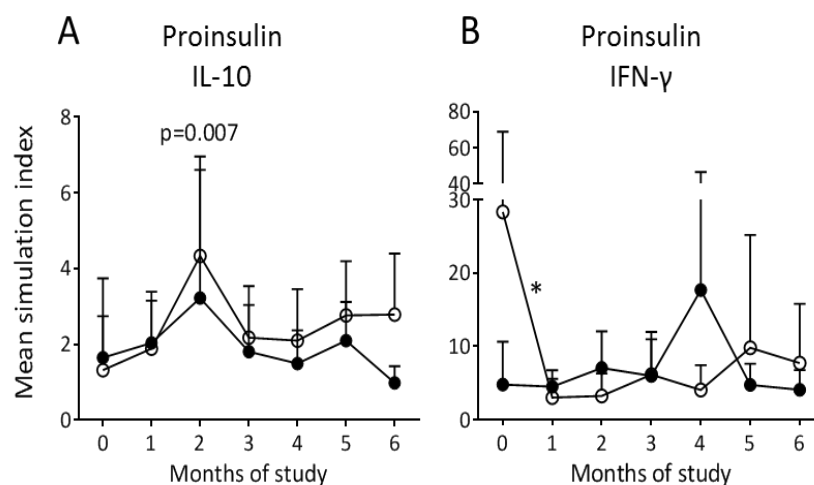 A
Proinsulin
IL-10
p=0.007
Mean simulation index
8
6
4
2
0
0 1 2 3 4 5 6
Months of study
B
Proinsulin
IFN-γ
80
60
40
30
20
10
0
*
0 1 2 3 4 5 6
Months of study